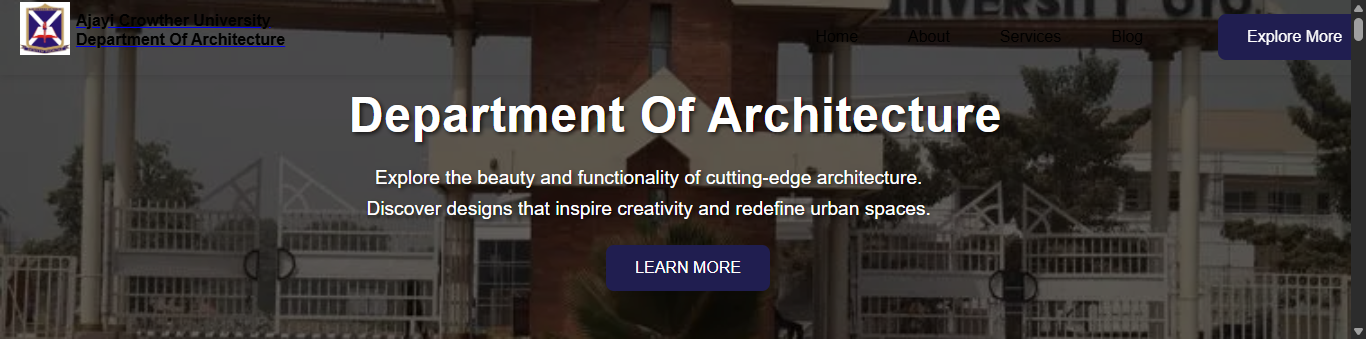 Ajayi Crowther University
Department Of Architecture
Home About Services Blog
Explore More
UNIVERSITY OYO.
Department Of Architecture
Explore the beauty and functionality of cutting-edge architecture.
Discover designs that inspire creativity and redefine urban spaces.
LEARN MORE